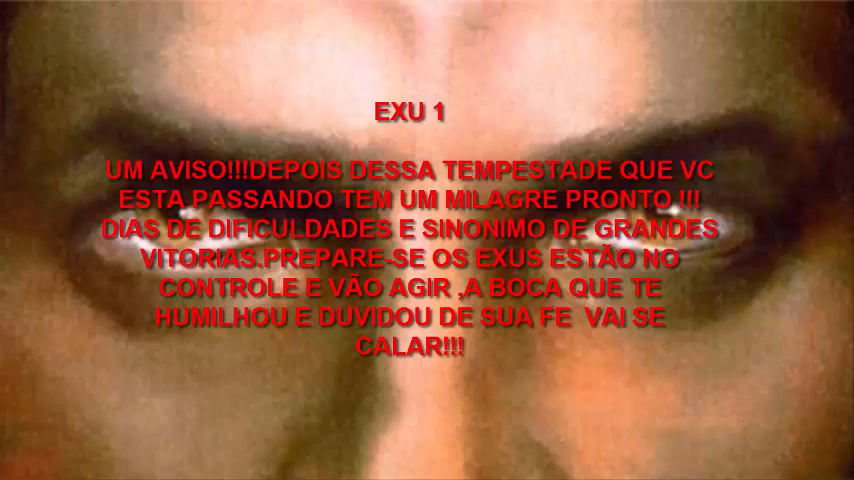 EXU 1
UM AVISO!!!DEPOIS DESSA TEMPESTADE QUE VC
ESTA PASSANDO TEM UM MILAGRE PRONTO !!!
DIAS DE DIFICULDADES E SINONIMO DE GRANDES
VITORIAS.PREPARE-SE OS EXUS ESTÃO NO
CONTROLE E VÃO AGIR ,A BOCA QUE TE
HUMILHOU E DUVIDOU DE SUA FE  VAI SE
CALAR!!!